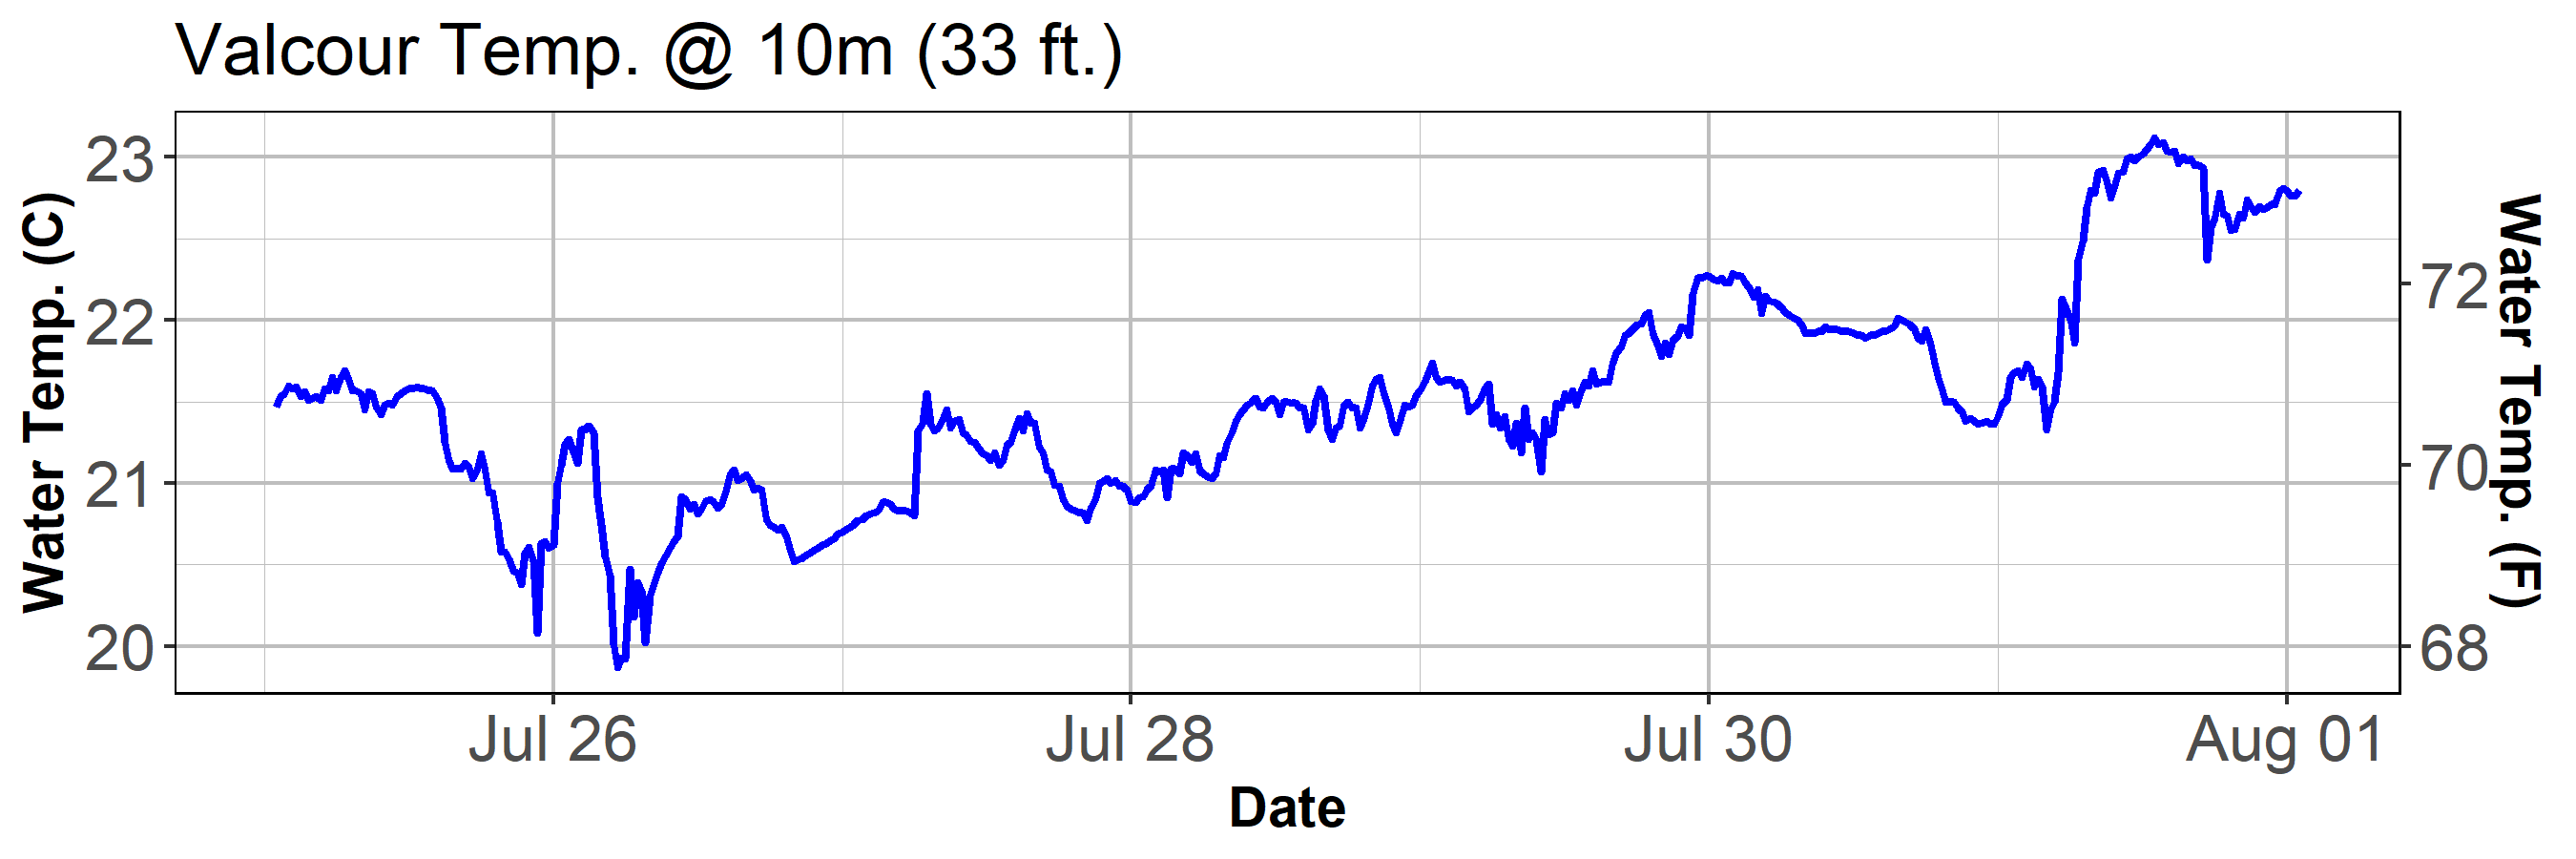 Valcour Temp. @ 10m (33 ft.)
Water Temp. (C)
23
22
21
20
72
70
68
Water Temp. (F)
Jul 26
Jul 28
Jul 30
Aug 01
Date